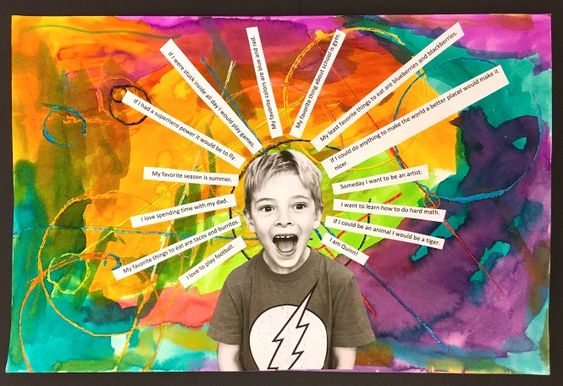 I love to play football.
My favorite things to eat are tacos and burritos.
I love spending time with my dad.
My favorite season is summer.
If I had a superhero power it would be to fly.
If I were stuck inside all day I would play games.
My favorite colors are blue and red.
My favorite thing about school is gym.
My least favorite things to eat are blueberries and blackberries.
If I could do anything to make the world a better place I would make it
nicer.
Someday I want to be an artist.
I want to learn how to do hard math.
If I could be an animal I would be a tiger.
I am Quinn!